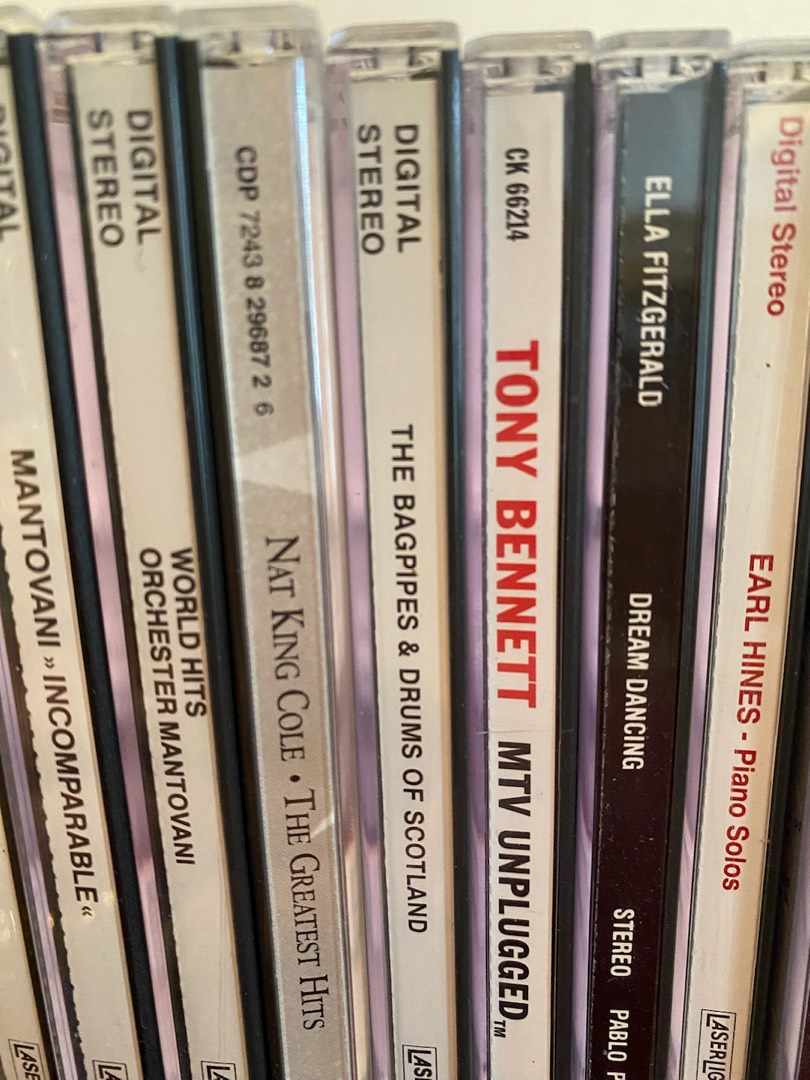 DIGITAL
MANTOVANI » INCOMPARABLE«
DIGITAL
STEREO
WORLD HITS
ORCHESTER MANTOVANI
CDP 7243 8 29687 2 6
NAT KING COLE • THE GREATEST HITS
DIGITAL
STEREO
THE BAGPIPES & DRUMS OF SCOTLAND
CK 66214
TONY BENNETT MTV UNPLUGGED™
ELLA FITZGERALD
DREAM DANCING
STEREO
PABLO
Digital Stereo
EARL HINES - Piano Solos